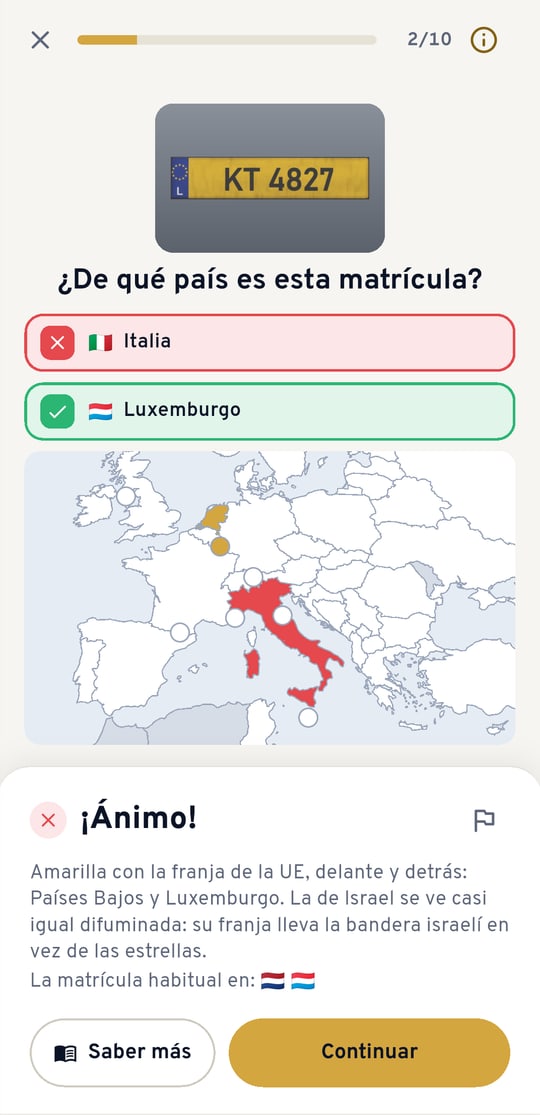 2/10
L
KT 4827
¿De qué país es esta matrícula?
Italia
Luxemburgo
¡Ánimo!
Amarilla con la franja de la UE, delante y detrás:
Países Bajos y Luxemburgo. La de Israel se ve casi
igual difuminada: su franja lleva la bandera israelí en
vez de las estrellas.
La matrícula habitual en:
Saber más
Continuar